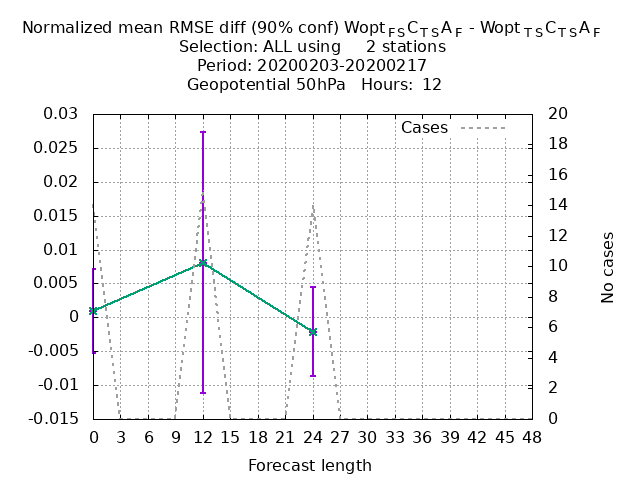 Normalized mean RMSE diff (90% conf) Wopt FS C TS A F - Wopt TS C TS A F
Selection: ALL using 2 stations
Period: 20200203-20200217
Geopotential 50hPa Hours: 12
Cases
0.03
0.025
0.02
0.015
0.01
0.005
0
-0.005
-0.01
-0.015
20
18
16
14
12
10
8
6
4
2
0
No cases
0 3 6 9 12 15 18 21 24 27 30 33 36 39 42 45 48
Forecast length